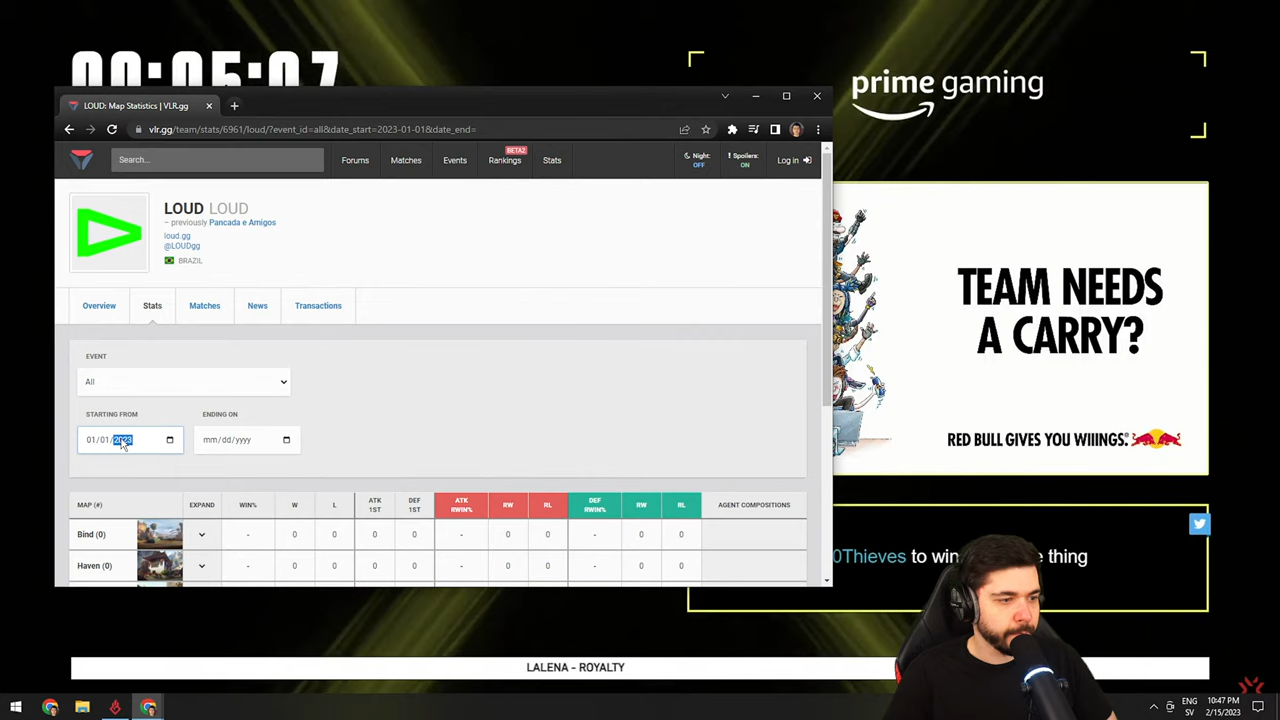 00:05:07
prime gaming
LOUD: Map Statistics | VLR.gg
vlr.gg/team/stats/6961/loud/?event_id=all&date_start=2023-01-01&date_end=
Search...
Forums
Matches
Events
Rankings
BETA2
Stats
Night:
OFF
Spoilers:
ON
Log in
LOUD LOUD
– previously Pancada e Amigos
loud.gg
@LOUDgg
BRAZIL
Overview
Stats
Matches
News
Transactions
EVENT
All
STARTING FROM
ENDING ON
01/01/2023
mm/dd/yyyy
MAP (#) EXPAND WIN% W L ATK 1ST DEF 1ST ATK RWIN% RW RL DEF RWIN% RW RL AGENT COMPOSITIONS
Bind (0) - 0 0 0 0 - 0 0 - 0 0
Haven (0) - 0 0 0 0 - 0 0 - 0 0
TEAM NEEDS
A CARRY?
RED BULL GIVES YOU WIIINGS.
0Thieves to win thing
LALENA - ROYALTY
ENG
SV
10:47 PM
2/15/2023